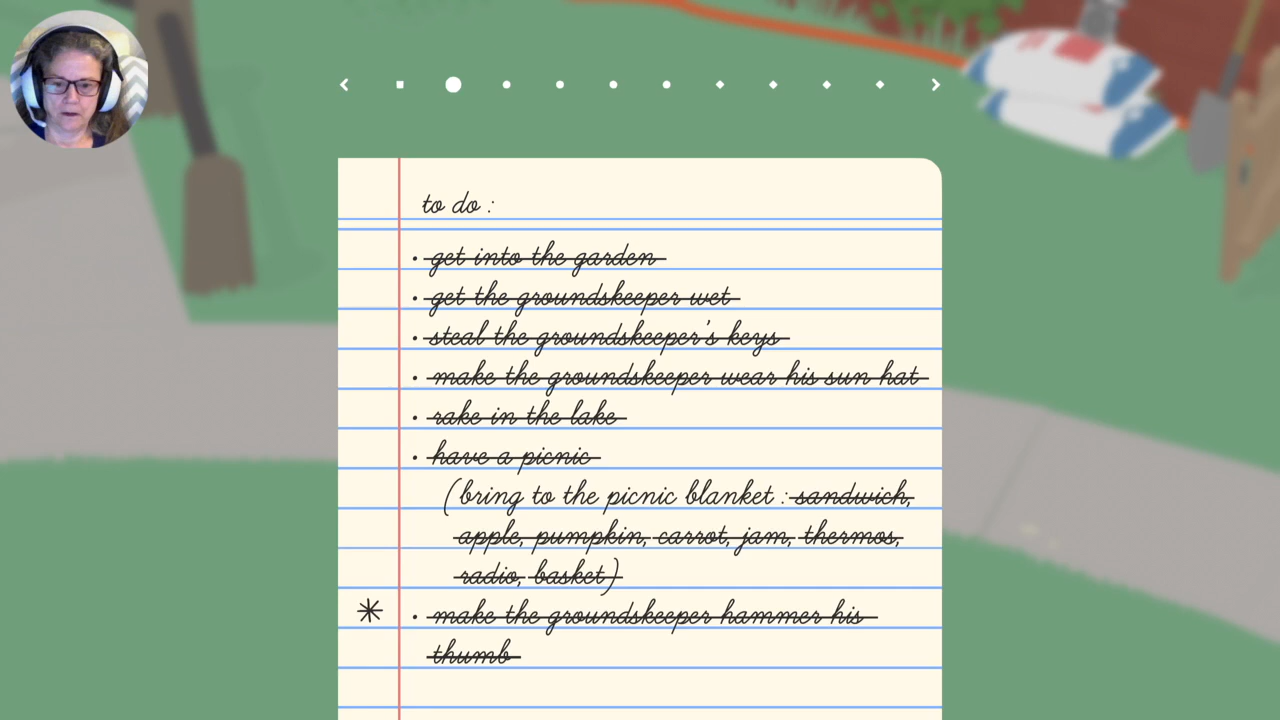 to do :
• get into the garden
• get the groundskeeper wet
• steal the groundskeeper's keys
• make the groundskeeper wear his sun hat
• rake in the lake
• have a picnic
(bring to the picnic blanket : sandwich,
apple, pumpkin, carrot, jam, thermos,
radio, basket)
* • make the groundskeeper hammer his
thumb